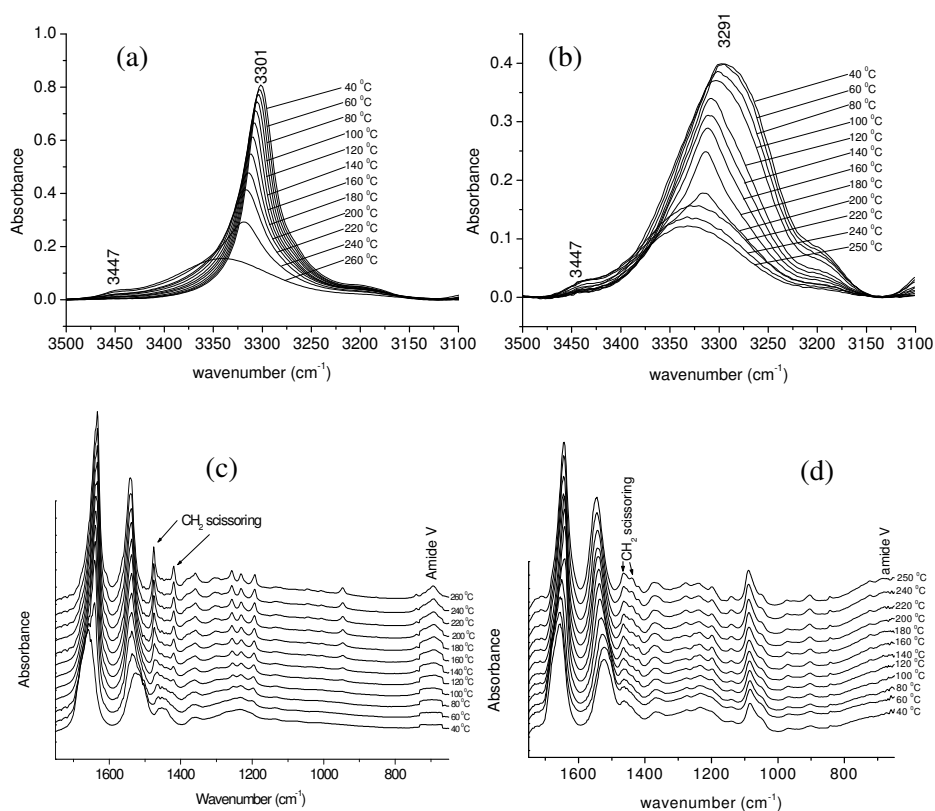 (a)
3301
3447
40 °C
60 °C
80 °C
100 °C
120 °C
140 °C
160 °C
180 °C
200 °C
220 °C
240 °C
260 °C
1.0
0.8
0.6
0.4
0.2
0.0
Absorbance
3500 3450 3400 3350 3300 3250 3200 3150 3100
wavenumber (cm⁻¹)
(b)
3291
3447
40 °C
60 °C
80 °C
100 °C
120 °C
140 °C
160 °C
180 °C
200 °C
220 °C
240 °C
250 °C
0.4
0.3
0.2
0.1
0.0
Absorbance
3500 3450 3400 3350 3300 3250 3200 3150 3100
wavenumber (cm⁻¹)
(c)
CH₂ scissoring
Amide V
260 °C
240 °C
220 °C
200 °C
180 °C
160 °C
140 °C
120 °C
100 °C
80 °C
60 °C
40 °C
Absorbance
1600 1400 1200 1000 800
Wavenumber (cm⁻¹)
(d)
CH₂ scissoring
amide V
250 °C
240 °C
220 °C
200 °C
180 °C
160 °C
140 °C
120 °C
100 °C
80 °C
60 °C
40 °C
Absorbance
1600 1400 1200 1000 800
wavenumber (cm⁻¹)